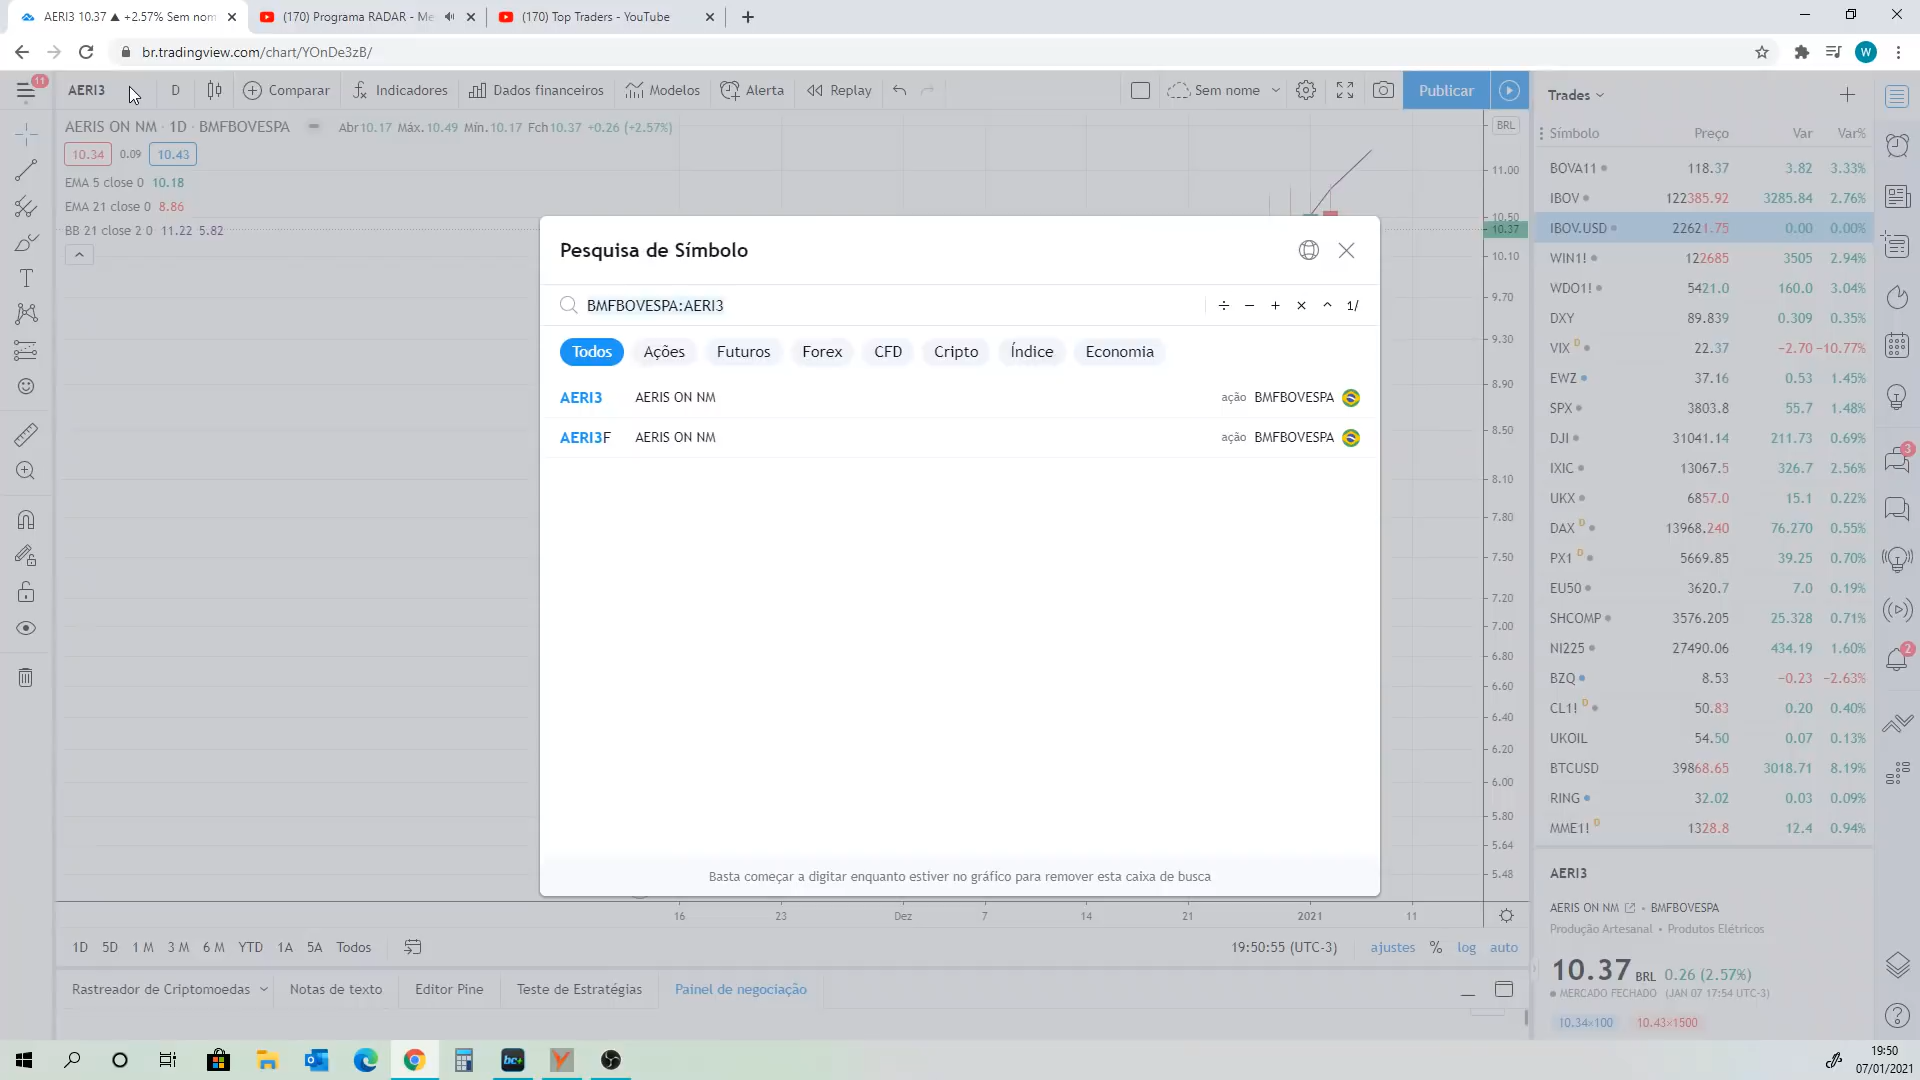 AERI3 10.37 ▲ +2.57% Sem nom
(170) Programa RADAR - Me
(170) Top Traders - YouTube
br.tradingview.com/chart/YOnDe3zB/
W
11
AERI3
D
Comparar
Indicadores
Dados financeiros
Modelos
Alerta
Replay
Sem nome
Publicar
AERIS ON NM · 1D · BMFBOVESPA
Abr10.17 Máx.10.49 Mín.10.17 Fch10.37 +0.26 (+2.57%)
10.34 0.09 10.43
EMA 5 close 0 10.18
EMA 21 close 0 8.86
BB 21 close 2 0 11.22 5.82
Pesquisa de Símbolo
BMFBOVESPA:AERI3
÷ − + × ^ 1/
Todos Ações Futuros Forex CFD Cripto Índice Economia
AERI3 AERIS ON NM ação BMFBOVESPA
AERI3F AERIS ON NM ação BMFBOVESPA
Basta começar a digitar enquanto estiver no gráfico para remover esta caixa de busca
BRL
11.00
10.50
10.37
10.10
9.70
9.30
8.90
8.50
8.10
7.80
7.50
7.20
7.00
6.80
6.60
6.40
6.20
6.00
5.80
5.64
5.48
16 23 Dez 7 14 21 2021 11
1D 5D 1 M 3 M 6 M YTD 1A 5A Todos
19:50:55 (UTC-3) ajustes % log auto
Rastreador de Criptomoedas Notas de texto Editor Pine Teste de Estratégias Painel de negociação
Trades
Símbolo Preço Var Var%
BOVA11 118.37 3.82 3.33%
IBOV 122385.92 3285.84 2.76%
IBOV.USD 22621.75 0.00 0.00%
WIN1! 122685 3505 2.94%
WDO1! 5421.0 160.0 3.04%
DXY 89.839 0.309 0.35%
VIX D 22.37 −2.70 −10.77%
EWZ 37.16 0.53 1.45%
SPX 3803.8 55.7 1.48%
DJI 31041.14 211.73 0.69%
IXIC 13067.5 326.7 2.56%
UKX 6857.0 15.1 0.22%
DAX D 13968.240 76.270 0.55%
PX1 D 5669.85 39.25 0.70%
EU50 3620.7 7.0 0.19%
SHCOMP 3576.205 25.328 0.71%
NI225 27490.06 434.19 1.60%
BZQ 8.53 −0.23 −2.63%
CL1! D 50.83 0.20 0.40%
UKOIL 54.50 0.07 0.13%
BTCUSD 39868.65 3018.71 8.19%
RING 32.02 0.03 0.09%
MME1! D 1328.8 12.4 0.94%
AERI3
AERIS ON NM • BMFBOVESPA
Produção Artesanal • Produtos Elétricos
10.37 BRL 0.26 (2.57%)
MERCADO FECHADO (JAN 07 17:54 UTC-3)
10.34×100 10.43×1500
3
2
bc+
19:50
07/01/2021